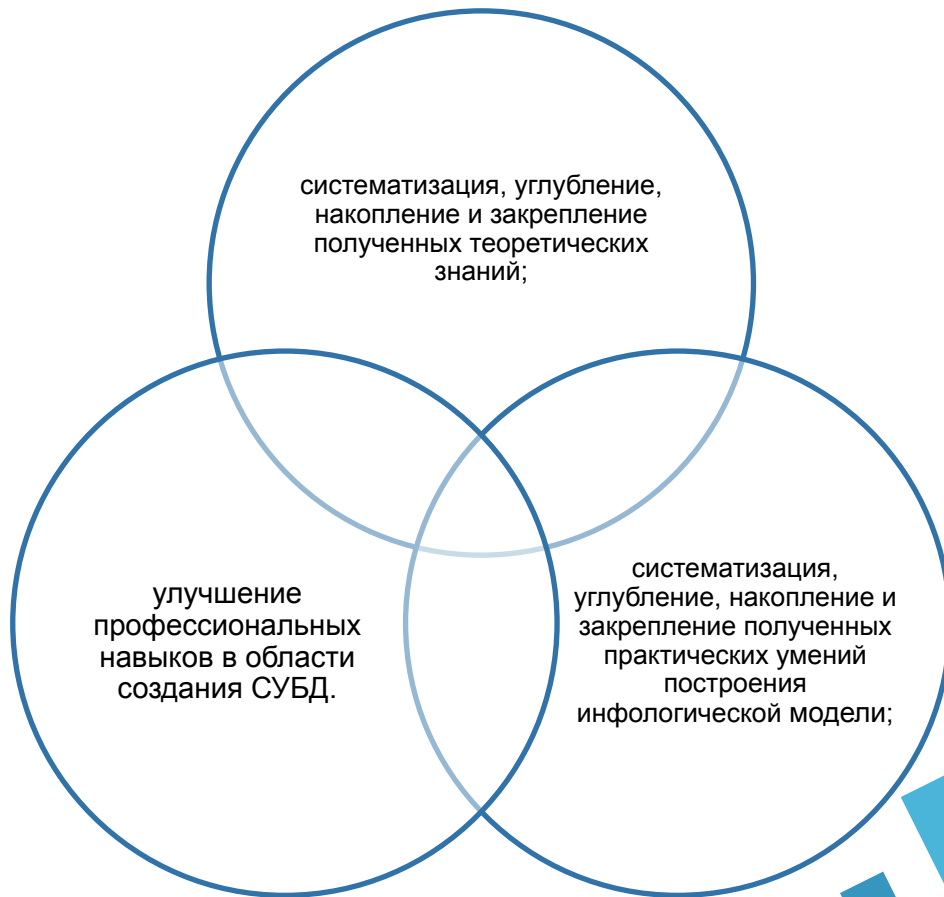 систематизация, углубление,
накопление и закрепление
полученных теоретических
знаний;
улучшение
профессиональных
навыков в области
создания СУБД.
систематизация,
углубление, накопление и
закрепление полученных
практических умений
построения
инфологической модели;